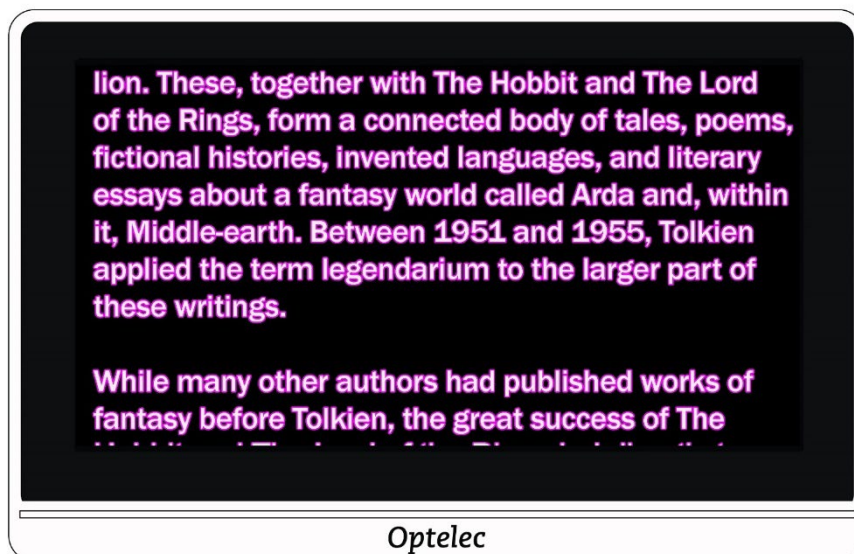 lion. These, together with The Hobbit and The Lord
of the Rings, form a connected body of tales, poems,
fictional histories, invented languages, and literary
essays about a fantasy world called Arda and, within
it, Middle-earth. Between 1951 and 1955, Tolkien
applied the term legendarium to the larger part of
these writings.
While many other authors had published works of
fantasy before Tolkien, the great success of The
Optelec